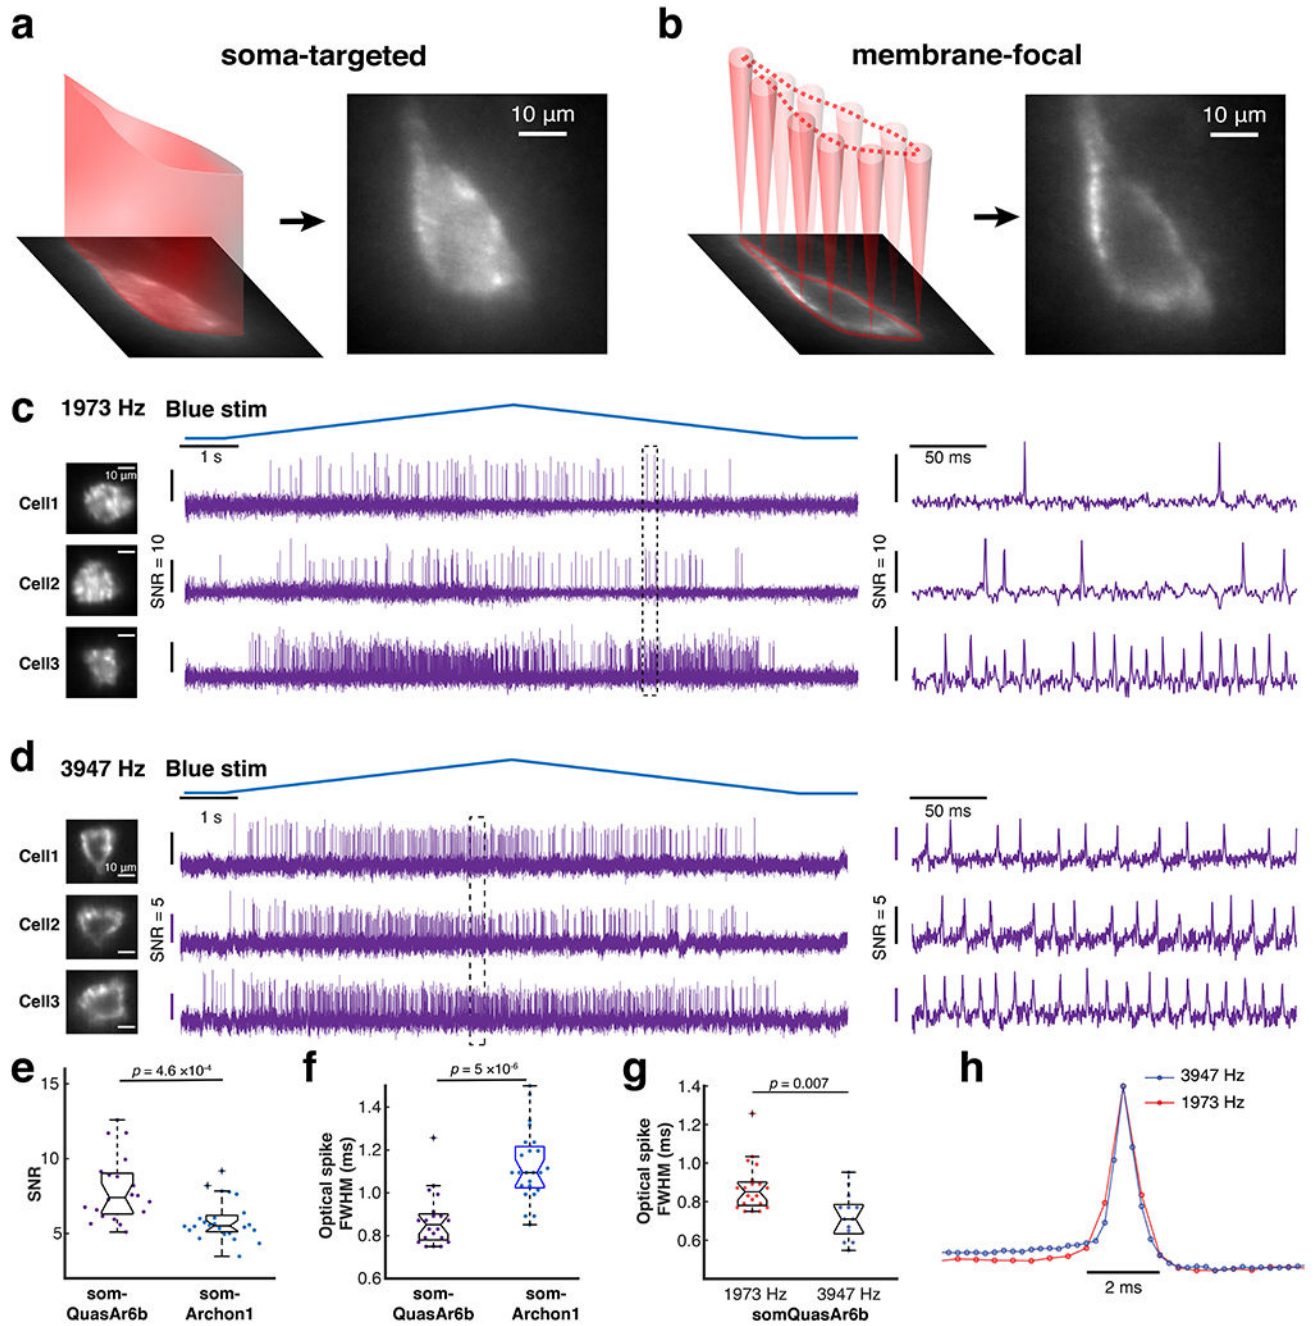 a
soma-targeted
10 µm
b
membrane-focal
10 µm
c
1973 Hz
Blue stim
1 s
50 ms
Cell1
10 µm
Cell2
Cell3
SNR = 10
SNR = 10
d
3947 Hz
Blue stim
1 s
50 ms
Cell1
10 µm
Cell2
Cell3
SNR = 5
SNR = 5
e
p = 4.6 ×10-4
SNR
15
10
5
som-
QuasAr6b
som-
Archon1
f
p = 5 ×10-6
Optical spike
FWHM (ms)
1.4
1.2
1.0
0.8
0.6
som-
QuasAr6b
som-
Archon1
g
p = 0.007
Optical spike
FWHM (ms)
1.4
1.2
1.0
0.8
0.6
1973 Hz
3947 Hz
somQuasAr6b
h
3947 Hz
1973 Hz
2 ms